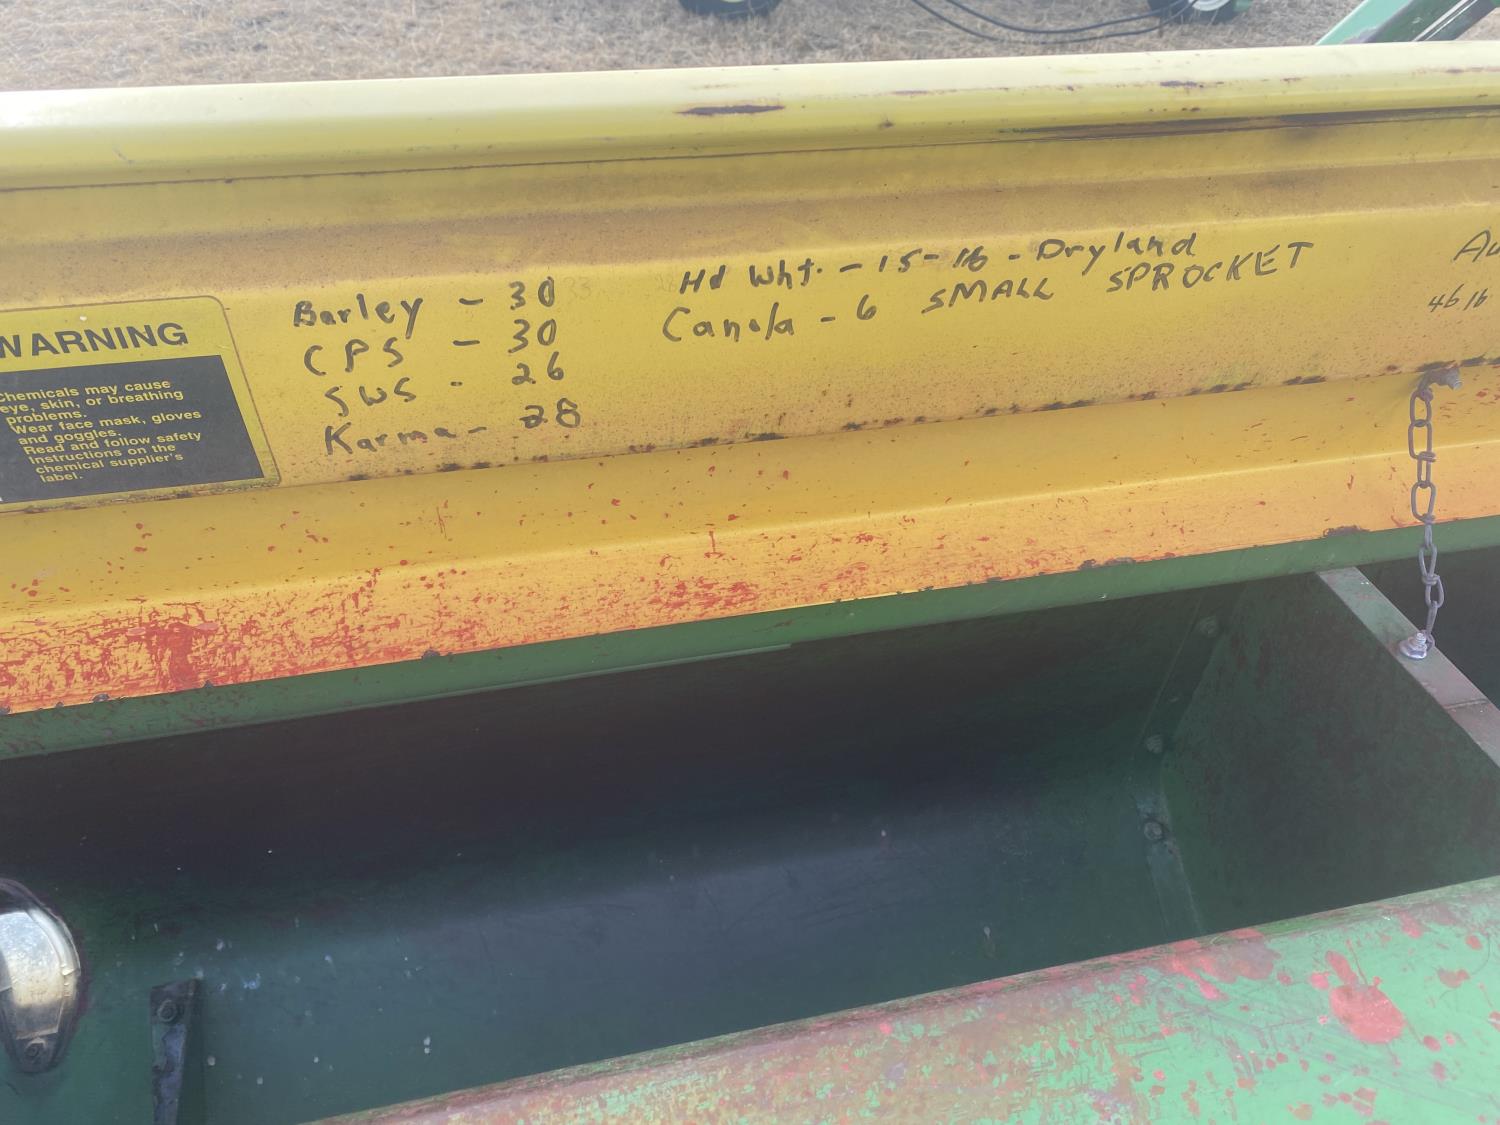 WARNING
Chemicals may cause
eye, skin, or breathing
problems.
Wear face mask, gloves
and goggles.
Read and follow safety
instructions on the
chemical supplier's
label.
Barley - 30
CPS - 30
SWS - 26
Karma - 28
Hd Wht. - 15-16 - Dryland
Canola - 6 SMALL SPROCKET
46 lb